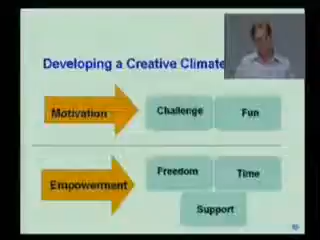 Developing a Creative Climate
Motivation
Challenge
Fun
Empowerment
Freedom
Time
Support